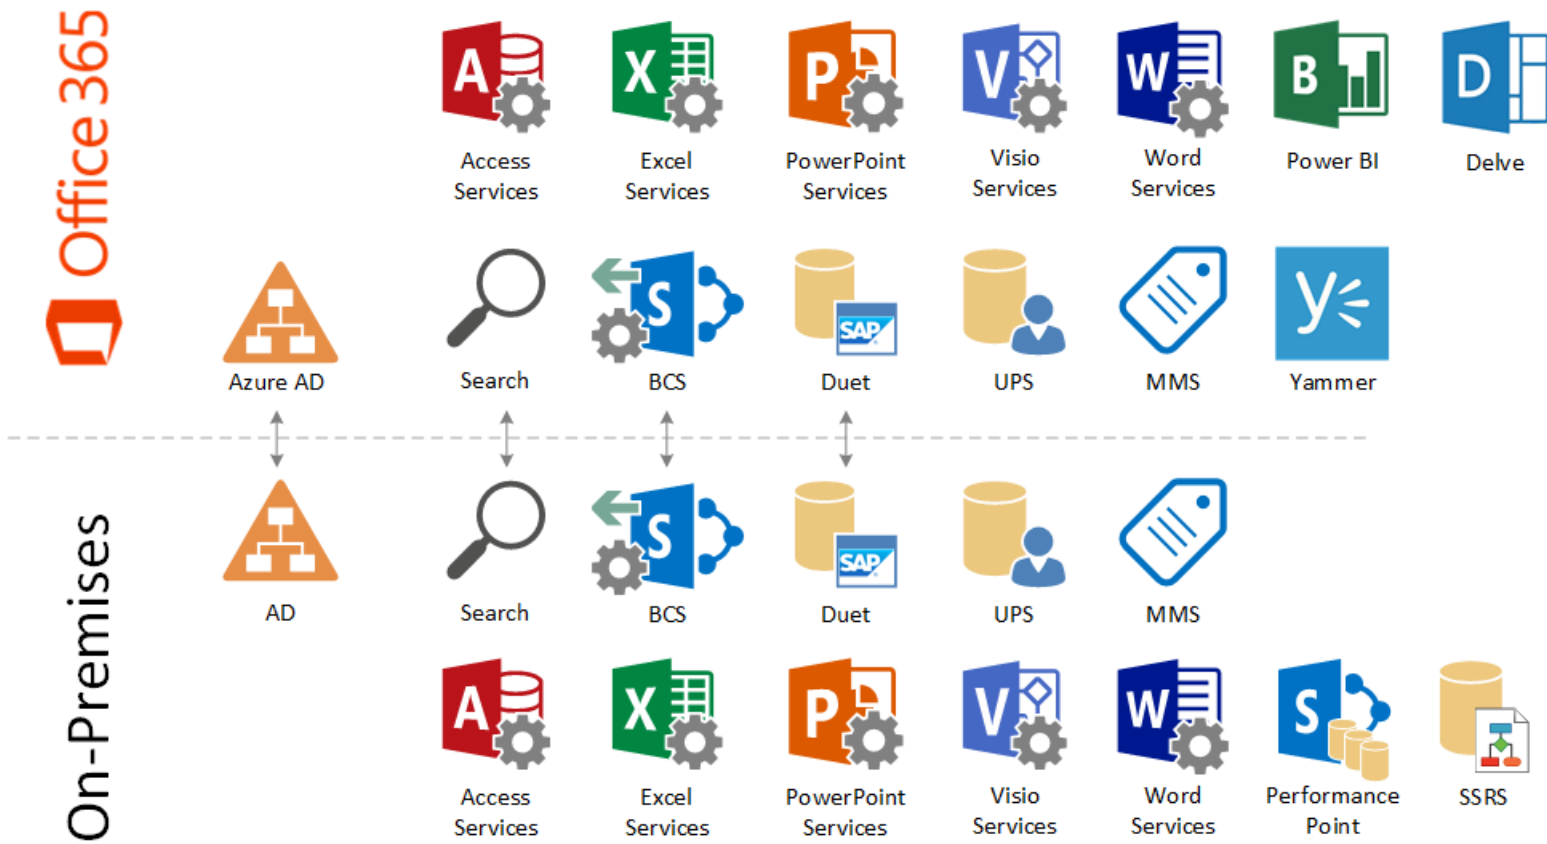 Office 365
A
X
P
V
W
B
D
Access
Services
Excel
Services
PowerPoint
Services
Visio
Services
Word
Services
Power BI
Delve
S
SAP
y
Azure AD
Search
BCS
Duet
UPS
MMS
Yammer
On-Premises
S
SAP
AD
Search
BCS
Duet
UPS
MMS
A
X
P
V
W
S
Access
Services
Excel
Services
PowerPoint
Services
Visio
Services
Word
Services
Performance
Point
SSRS